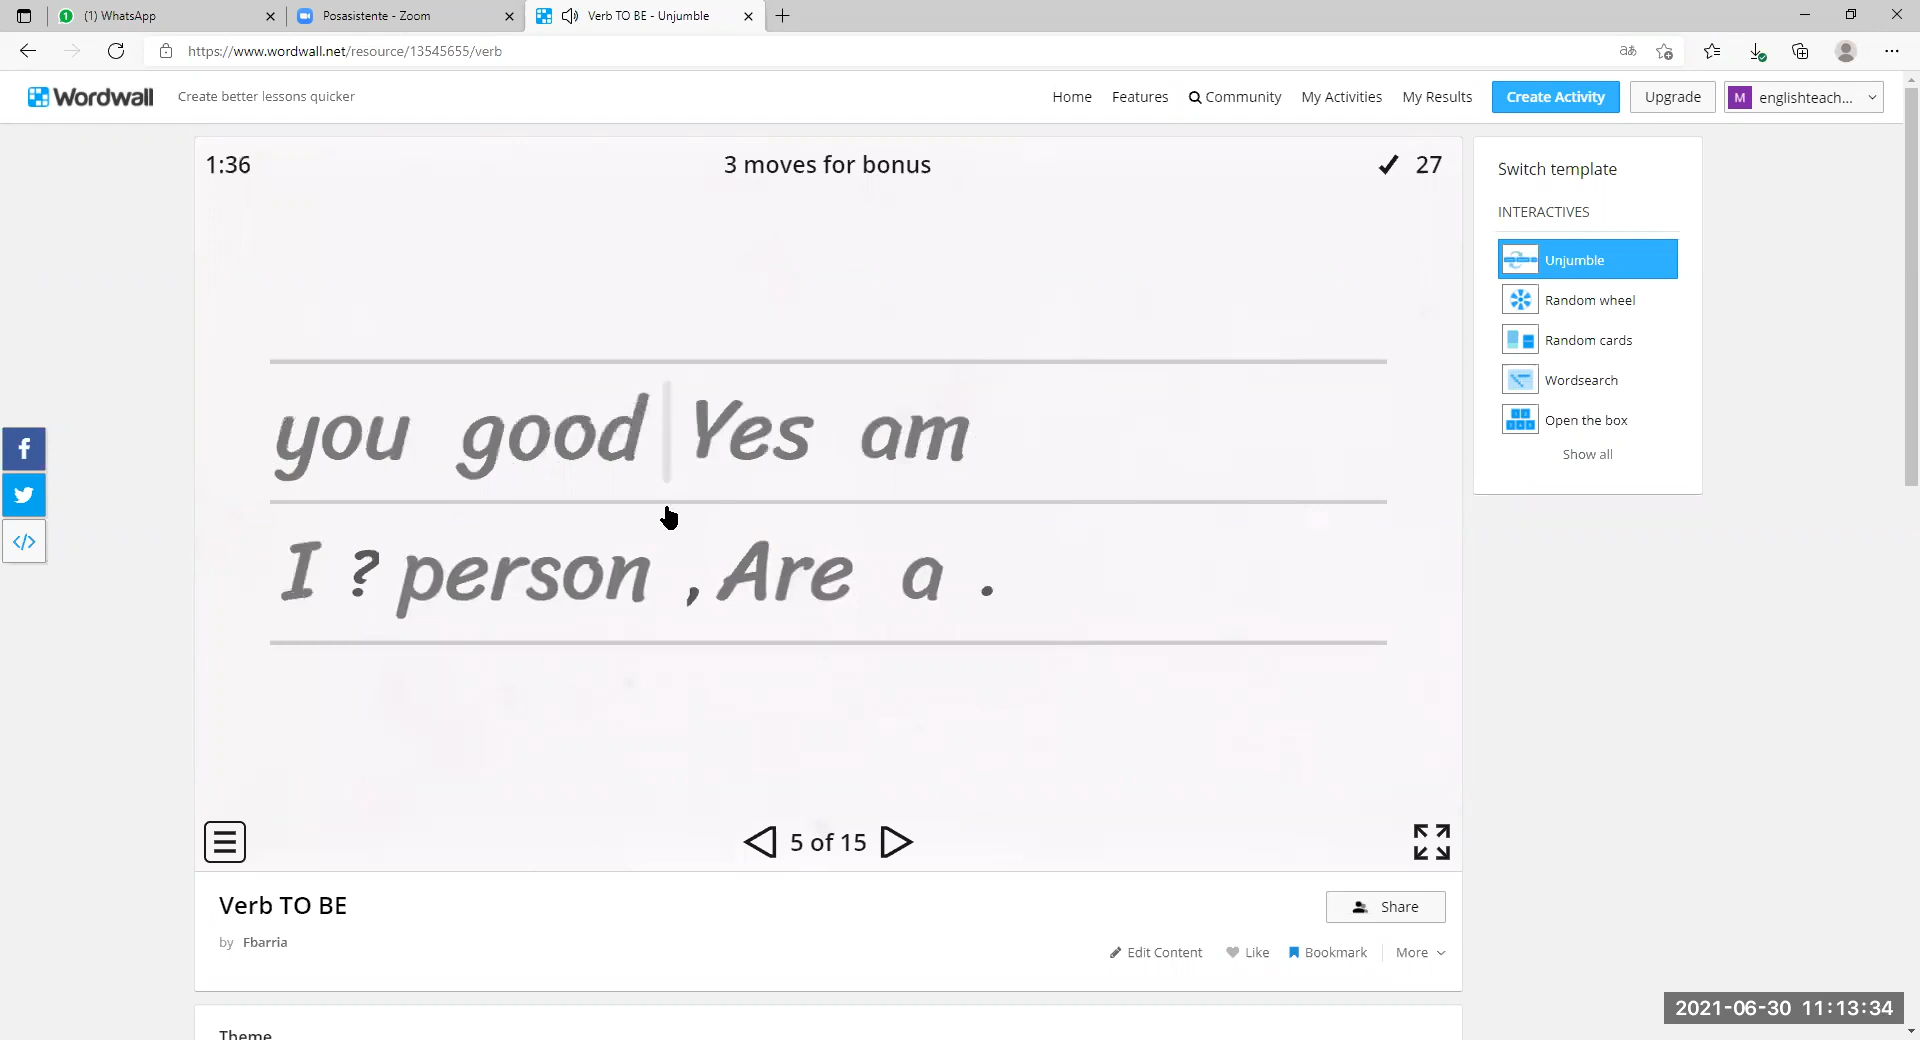 (1) WhatsApp
Posasistente - Zoom
Verb TO BE - Unjumble
https://www.wordwall.net/resource/13545655/verb
Wordwall
Create better lessons quicker
Home
Features
Community
My Activities
My Results
Create Activity
Upgrade
M englishteach...
1:36
3 moves for bonus
27
you good Yes am
I ? person , Are a .
5 of 15
Switch template
INTERACTIVES
Unjumble
Random wheel
Random cards
Wordsearch
Open the box
Show all
Verb TO BE
by Fbarria
Share
Edit Content
Like
Bookmark
More
Theme
2021-06-30 11:13:34